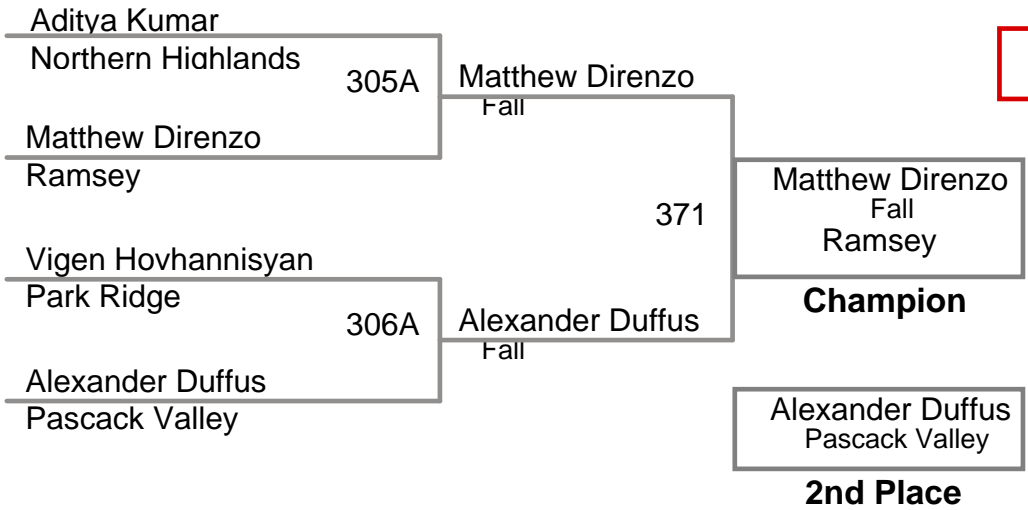 Aditya Kumar
Northern Highlands
305A
Matthew Direnzo
Fall
Matthew Direnzo
Ramsey
371
Matthew Direnzo
Fall
Ramsey
Champion
Vigen Hovhannisyan
Park Ridge
306A
Alexander Duffus
Fall
Alexander Duffus
Pascack Valley
Alexander Duffus
Pascack Valley
2nd Place